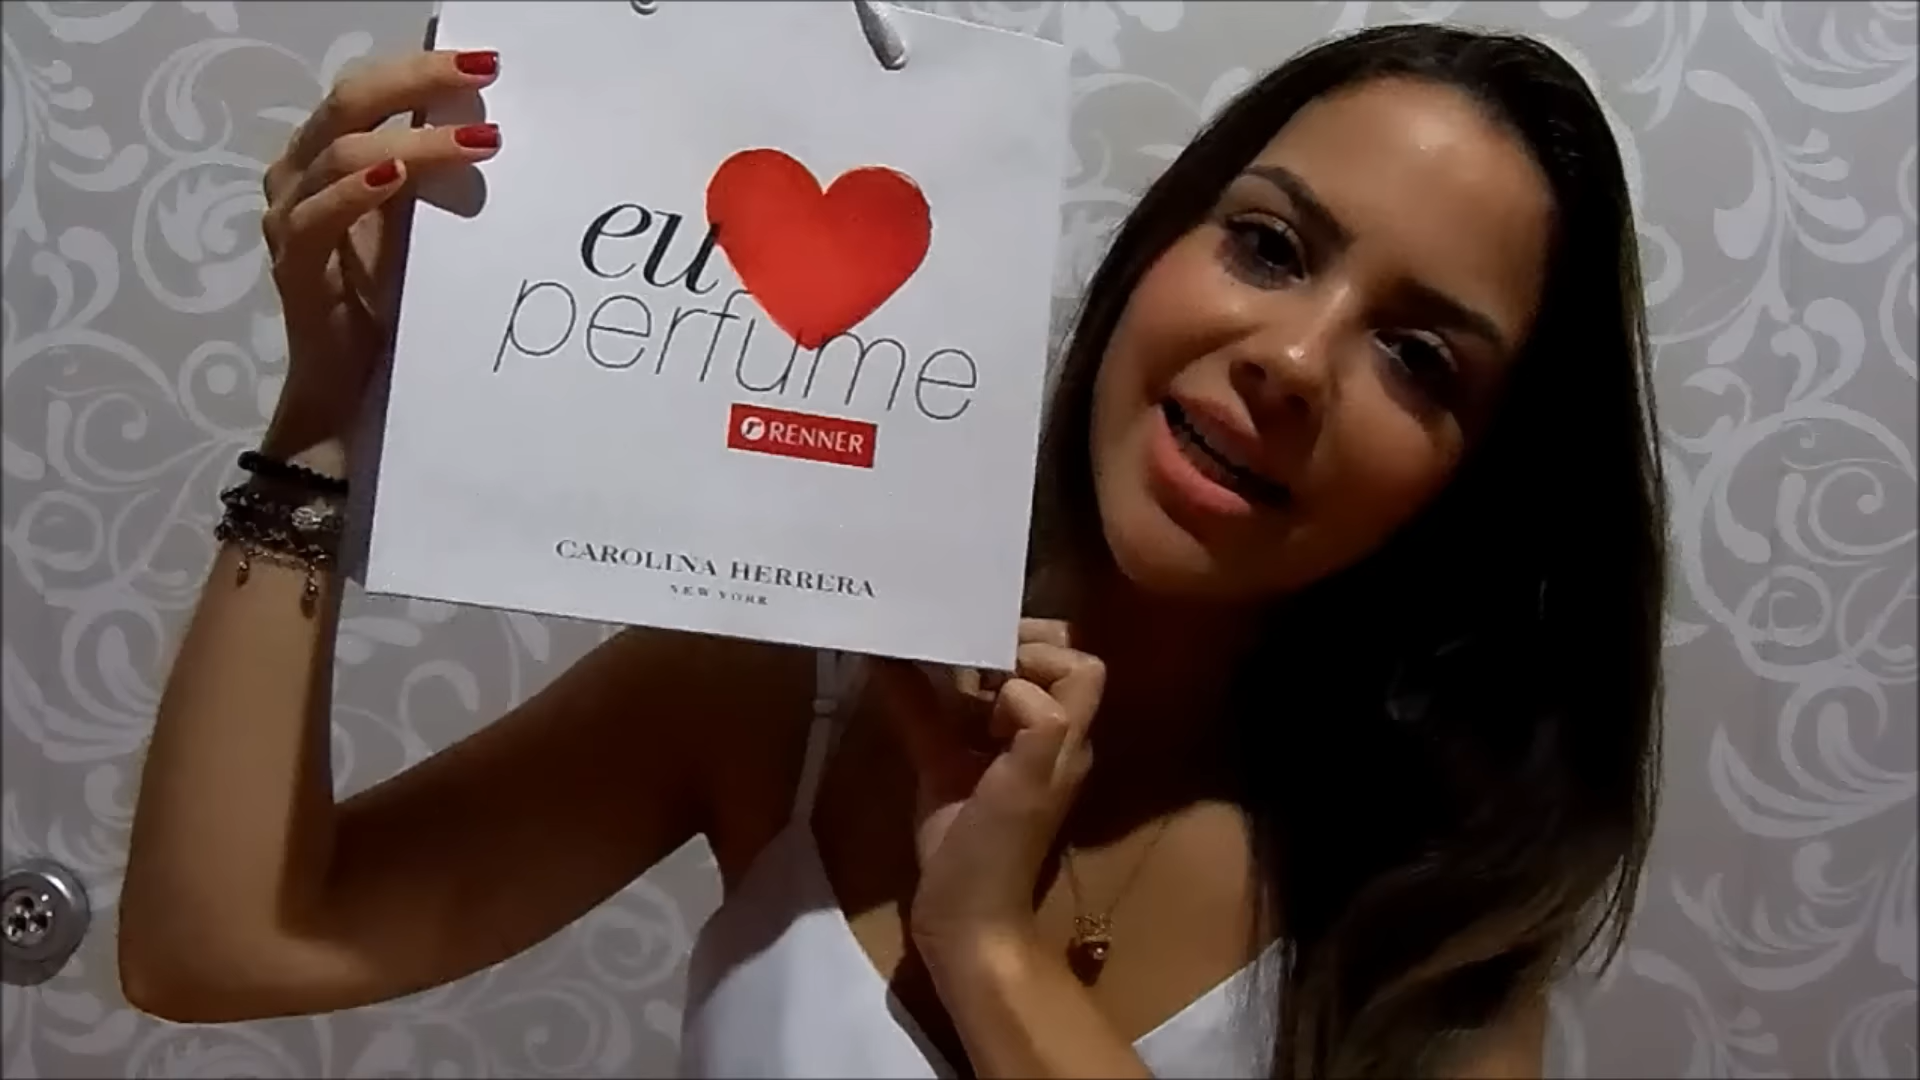 eu
perfume
RENNER
CAROLINA HERRERA
NEW YORK